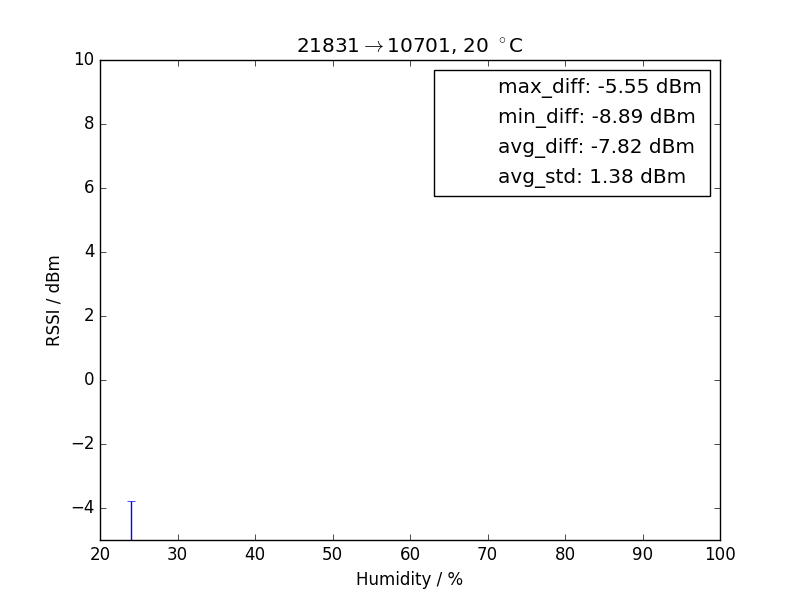 21831→10701, 20 °C
max_diff: -5.55 dBm
min_diff: -8.89 dBm
avg_diff: -7.82 dBm
avg_std: 1.38 dBm
RSSI / dBm
10
8
6
4
2
0
−2
−4
20 30 40 50 60 70 80 90 100
Humidity / %